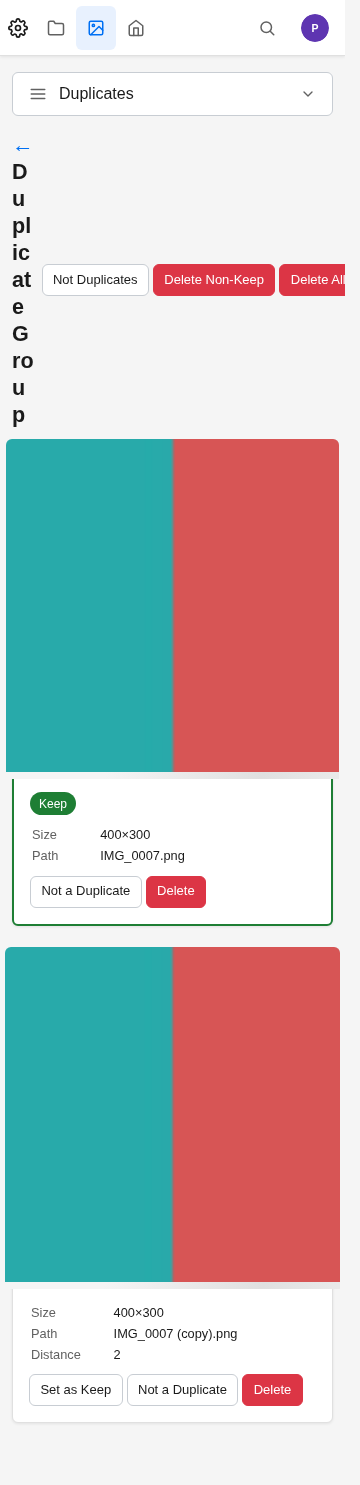 P
Duplicates
←
D
u
pl
ic
at
e
G
ro
u
p
Not Duplicates Delete Non-Keep Delete All
Keep
Size 400×300
Path IMG_0007.png
Not a Duplicate Delete
Size 400×300
Path IMG_0007 (copy).png
Distance 2
Set as Keep Not a Duplicate Delete